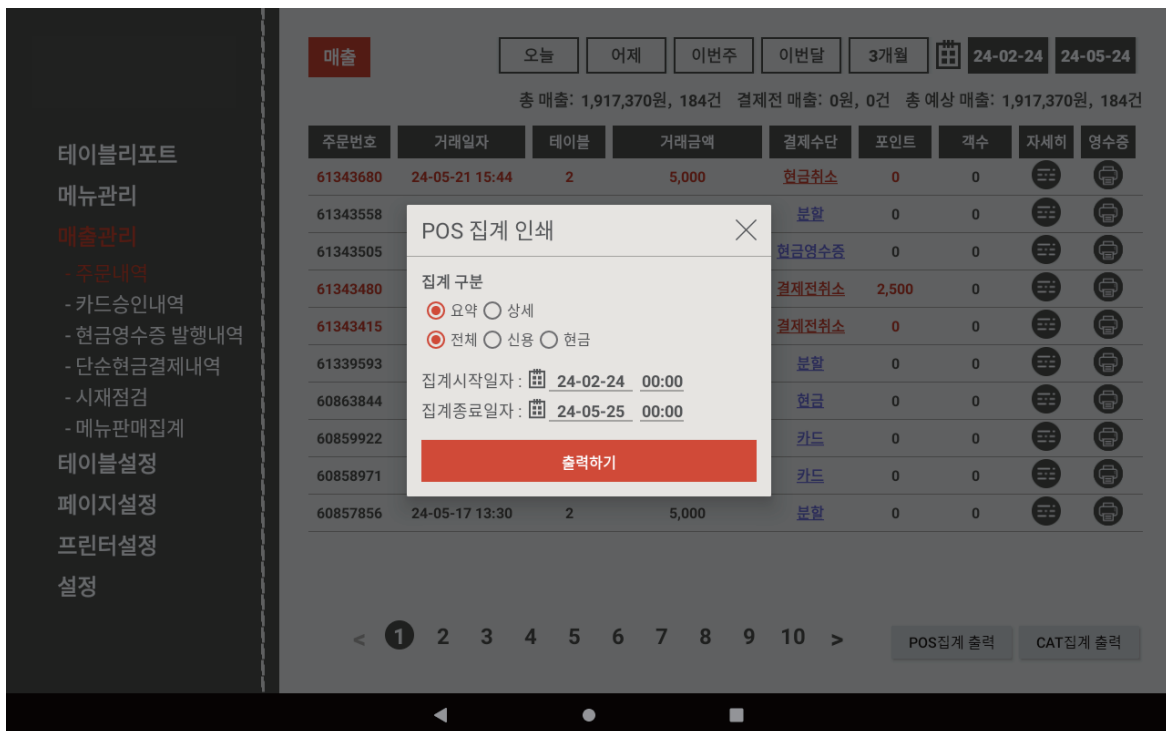 매출 오늘 어제 이번주 이번달 3개월 24-02-24 24-05-24
총 매출: 1,917,370원, 184건 결제전 매출: 0원, 0건 총 예상 매출: 1,917,370원, 184건
테이블리포트
메뉴관리
매출관리
- 주문내역
- 카드승인내역
- 현금영수증 발행내역
- 단순현금결제내역
- 시재점검
- 메뉴판매집계
테이블설정
페이지설정
프린터설정
설정
주문번호 거래일자 테이블 거래금액 결제수단 포인트 객수 자세히 영수증
61343680 24-05-21 15:44 2 5,000 현금취소 0 0
61343558 분할 0 0
61343505 현금영수증 0 0
61343480 결제전취소 2,500 0
61343415 결제전취소 0 0
61339593 분할 0 0
60863844 현금 0 0
60859922 카드 0 0
60858971 카드 0 0
60857856 24-05-17 13:30 2 5,000 분할 0 0
POS 집계 인쇄
집계 구분
요약 상세
전체 신용 현금
집계시작일자 : 24-02-24 00:00
집계종료일자 : 24-05-25 00:00
출력하기
< 1 2 3 4 5 6 7 8 9 10 >
POS집계 출력 CAT집계 출력